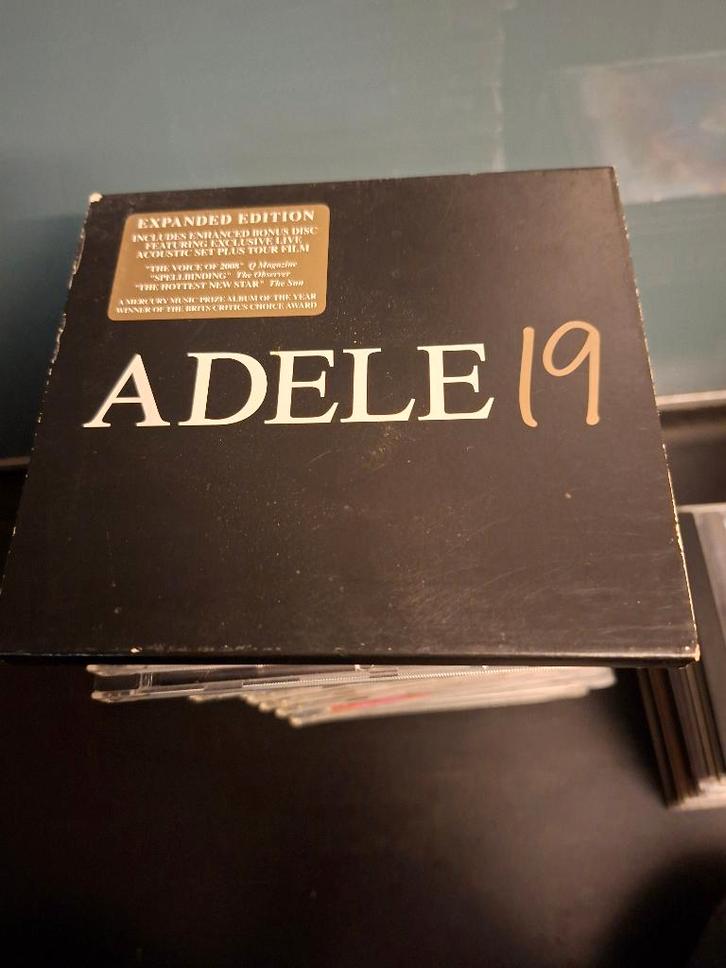 EXPANDED EDITION
INCLUDES ENHANCED BONUS DISC
FEATURING EXCLUSIVE LIVE
ACOUSTIC SET PLUS TOUR FILM
"THE VOICE OF 2008" Q Magazine
"SPELLBINDING" The Observer
"THE HOTTEST NEW STAR" The Sun
A MERCURY MUSIC PRIZE ALBUM OF THE YEAR
WINNER OF THE BRITS CRITICS CHOICE AWARD
ADELE 19